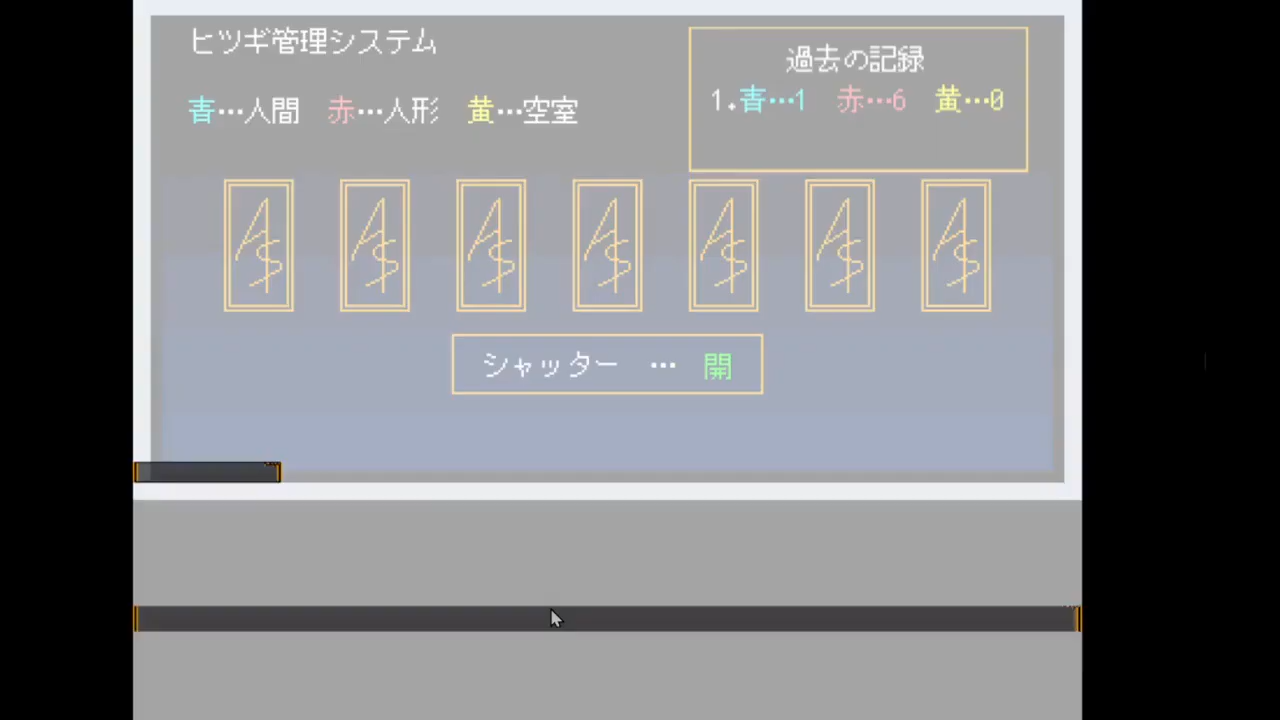 ヒツギ管理システム
過去の記録
青…人間 赤…人形 黄…空室
1.青…1 赤…6 黄…0
シャッター … 開